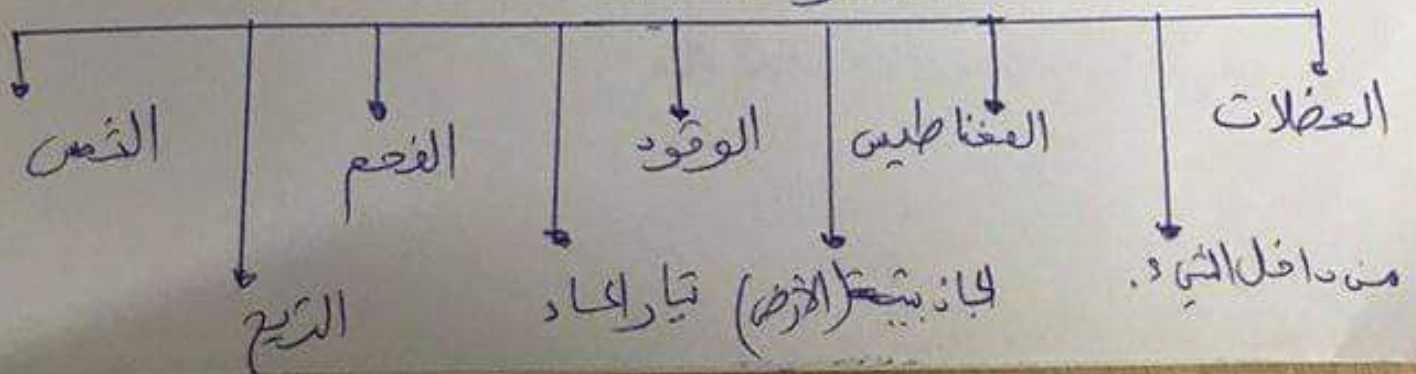 العضلات المغناطيس الوقود الفحم الشمس
من داخل الشيء. الجاذبية (الأرض) تيار الماء الريح